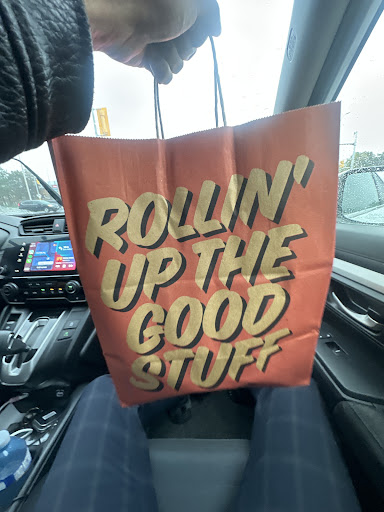 ROLLIN'
UP THE
GOOD
STUFF